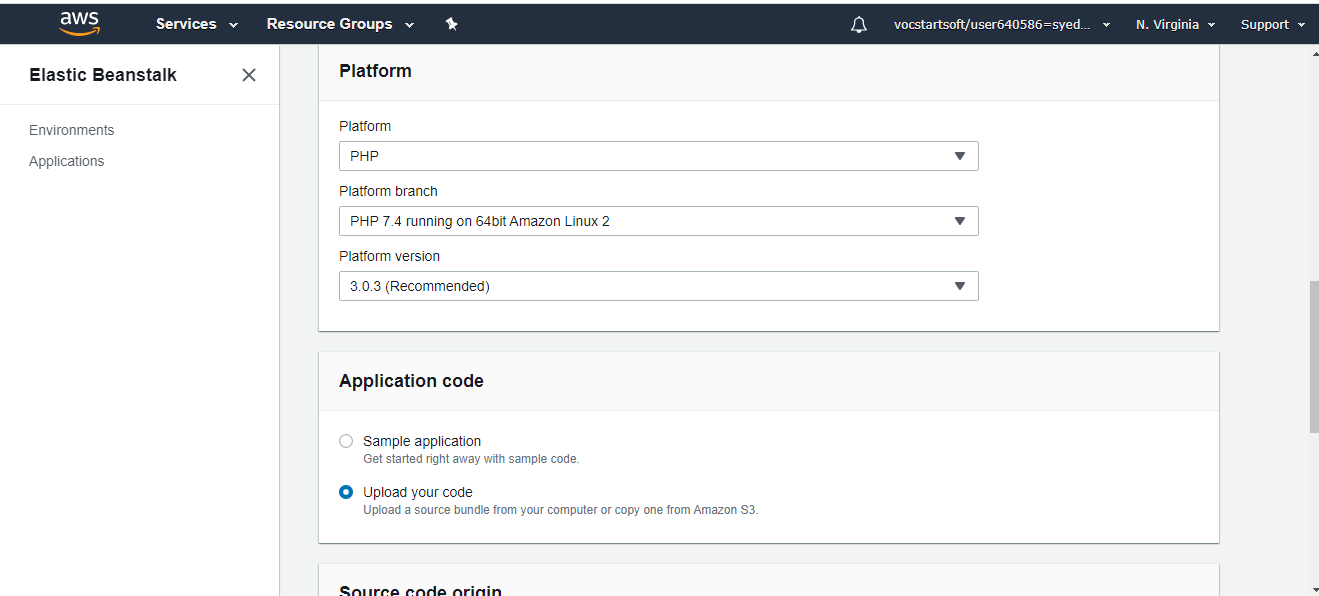 aws Services Resource Groups vocstartsoft/user640586=syed... N. Virginia Support
Elastic Beanstalk
Environments
Applications
Platform
Platform
PHP
Platform branch
PHP 7.4 running on 64bit Amazon Linux 2
Platform version
3.0.3 (Recommended)
Application code
Sample application
Get started right away with sample code.
Upload your code
Upload a source bundle from your computer or copy one from Amazon S3.
Source code origin